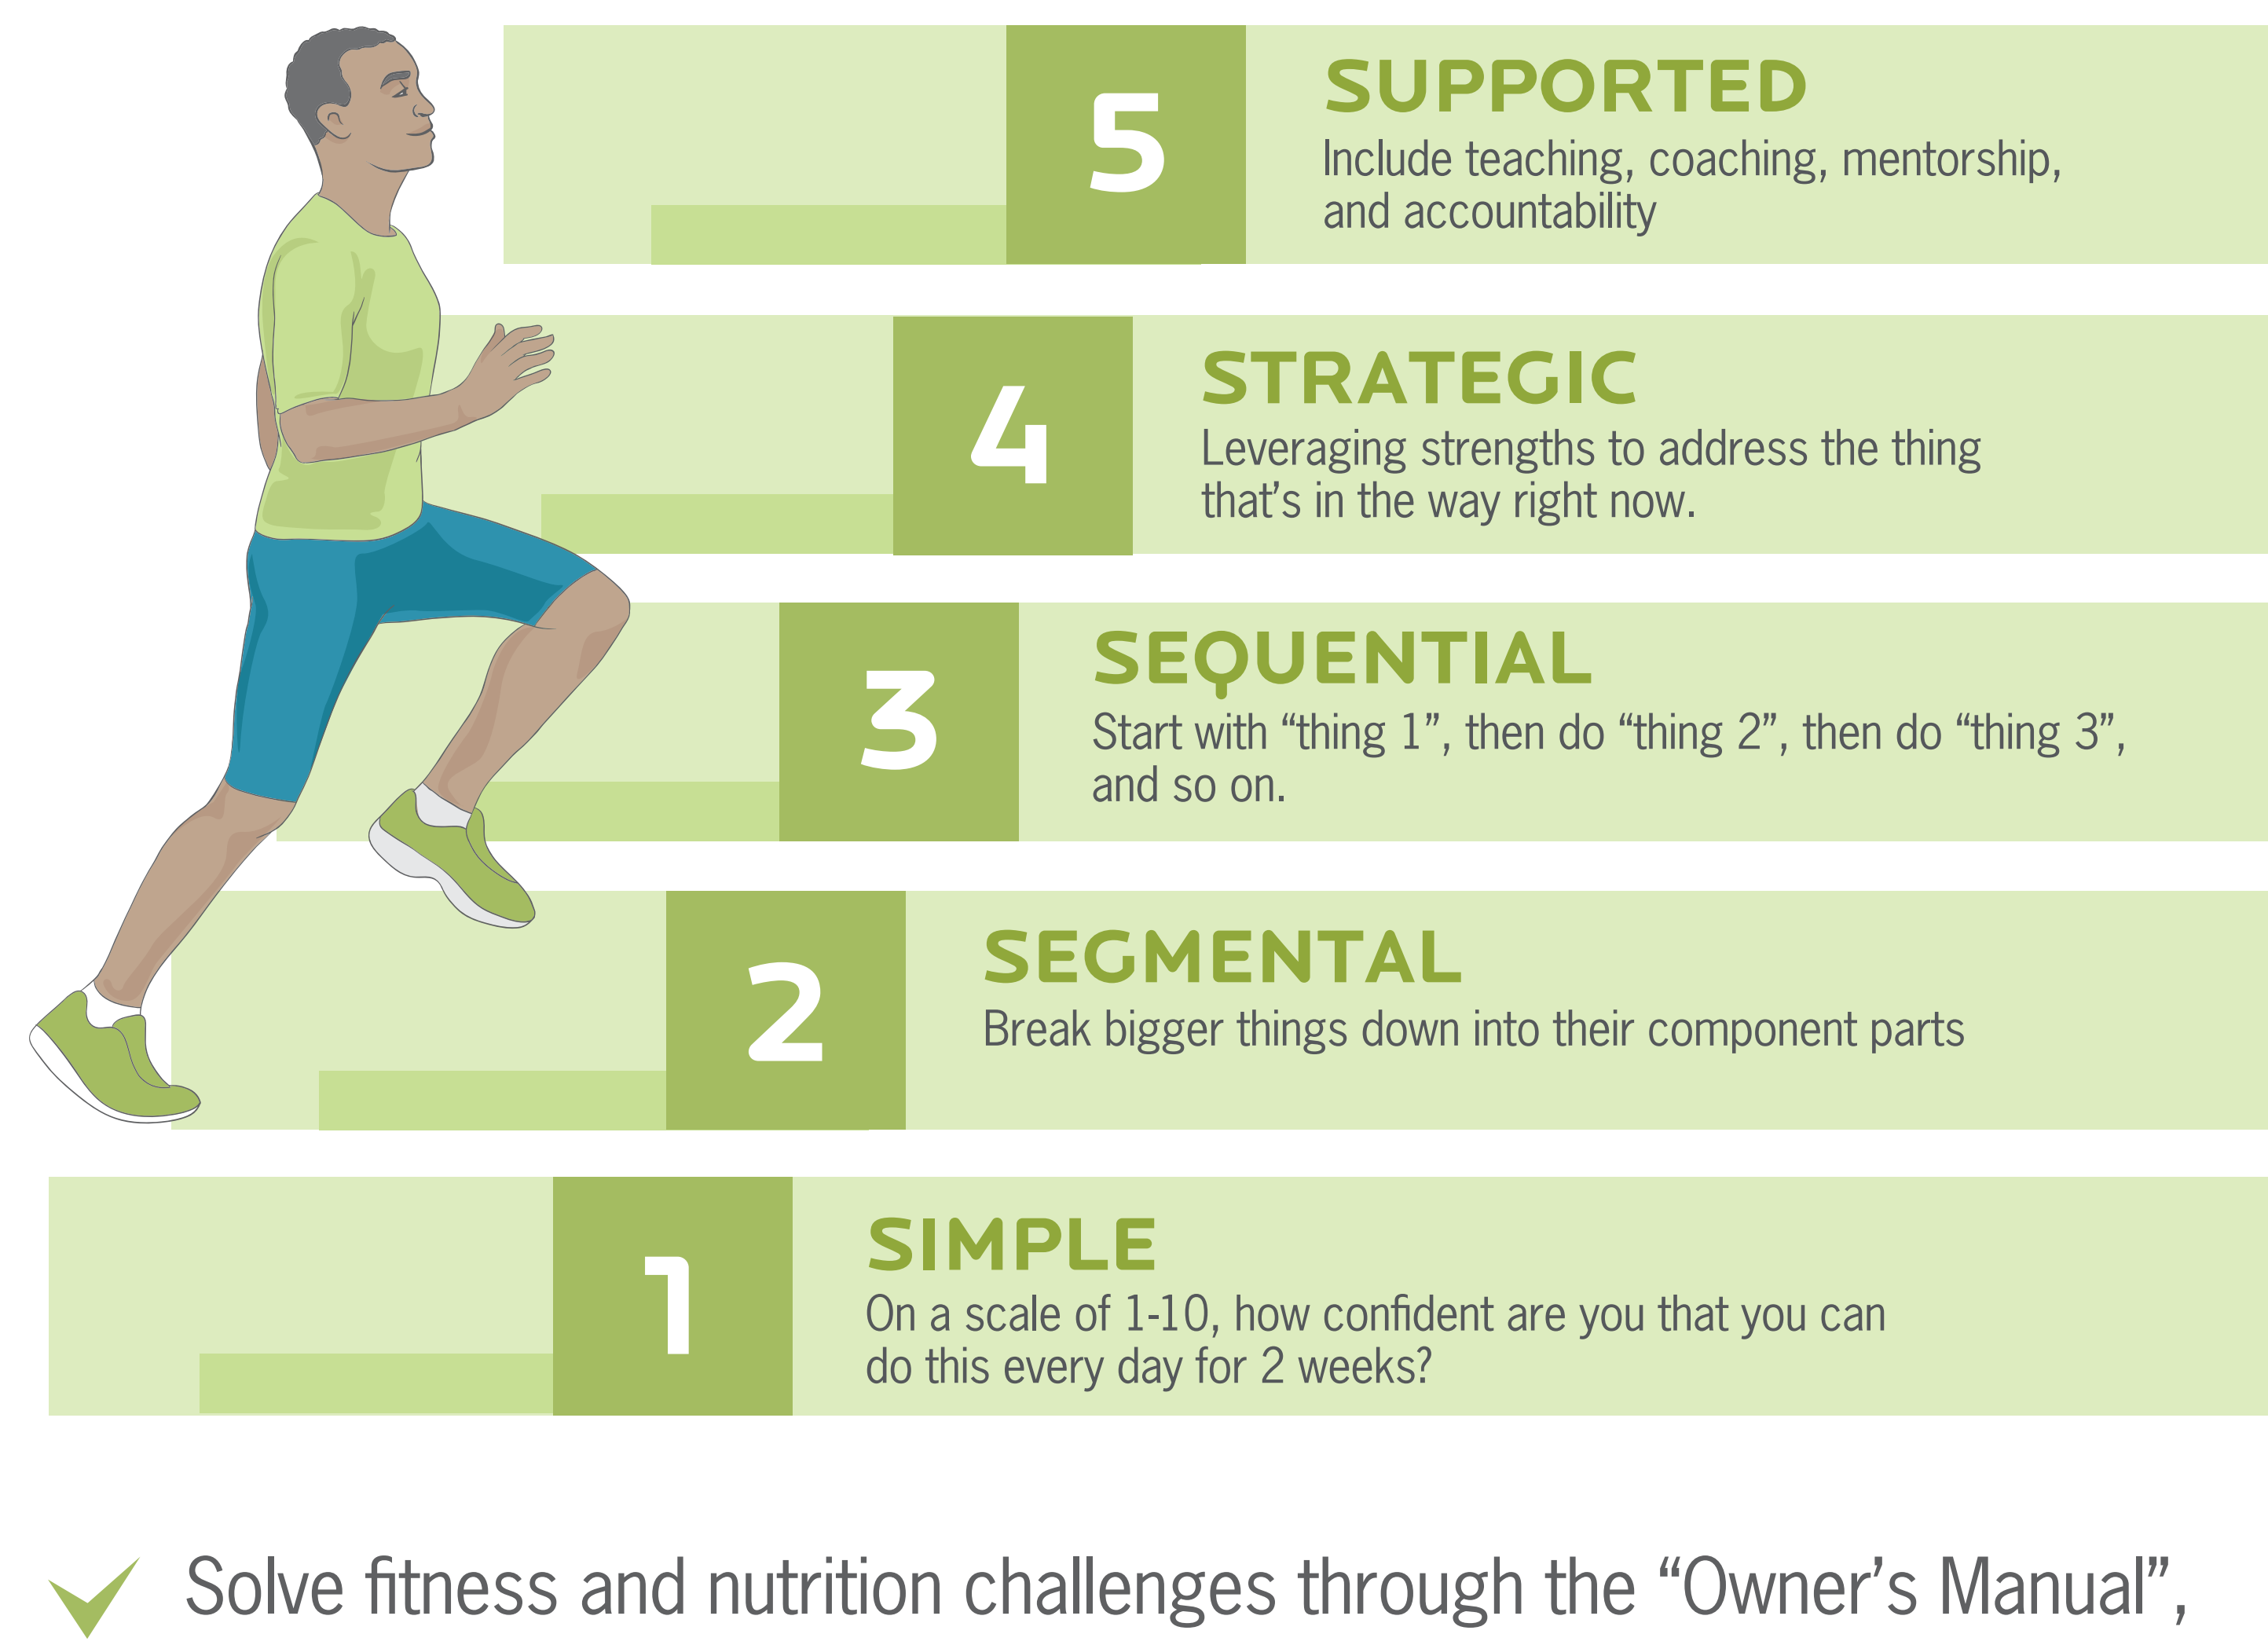 5
SUPPORTED
Include teaching, coaching, mentorship,
and accountability
4
STRATEGIC
Leveraging strengths to address the thing
that’s in the way right now.
3
SEQUENTIAL
Start with “thing 1”, then do “thing 2”, then do “thing 3”,
and so on.
2
SEGMENTAL
Break bigger things down into their component parts
1
SIMPLE
On a scale of 1-10, how confident are you that you can
do this every day for 2 weeks?
Solve fitness and nutrition challenges through the “Owner’s Manual”,